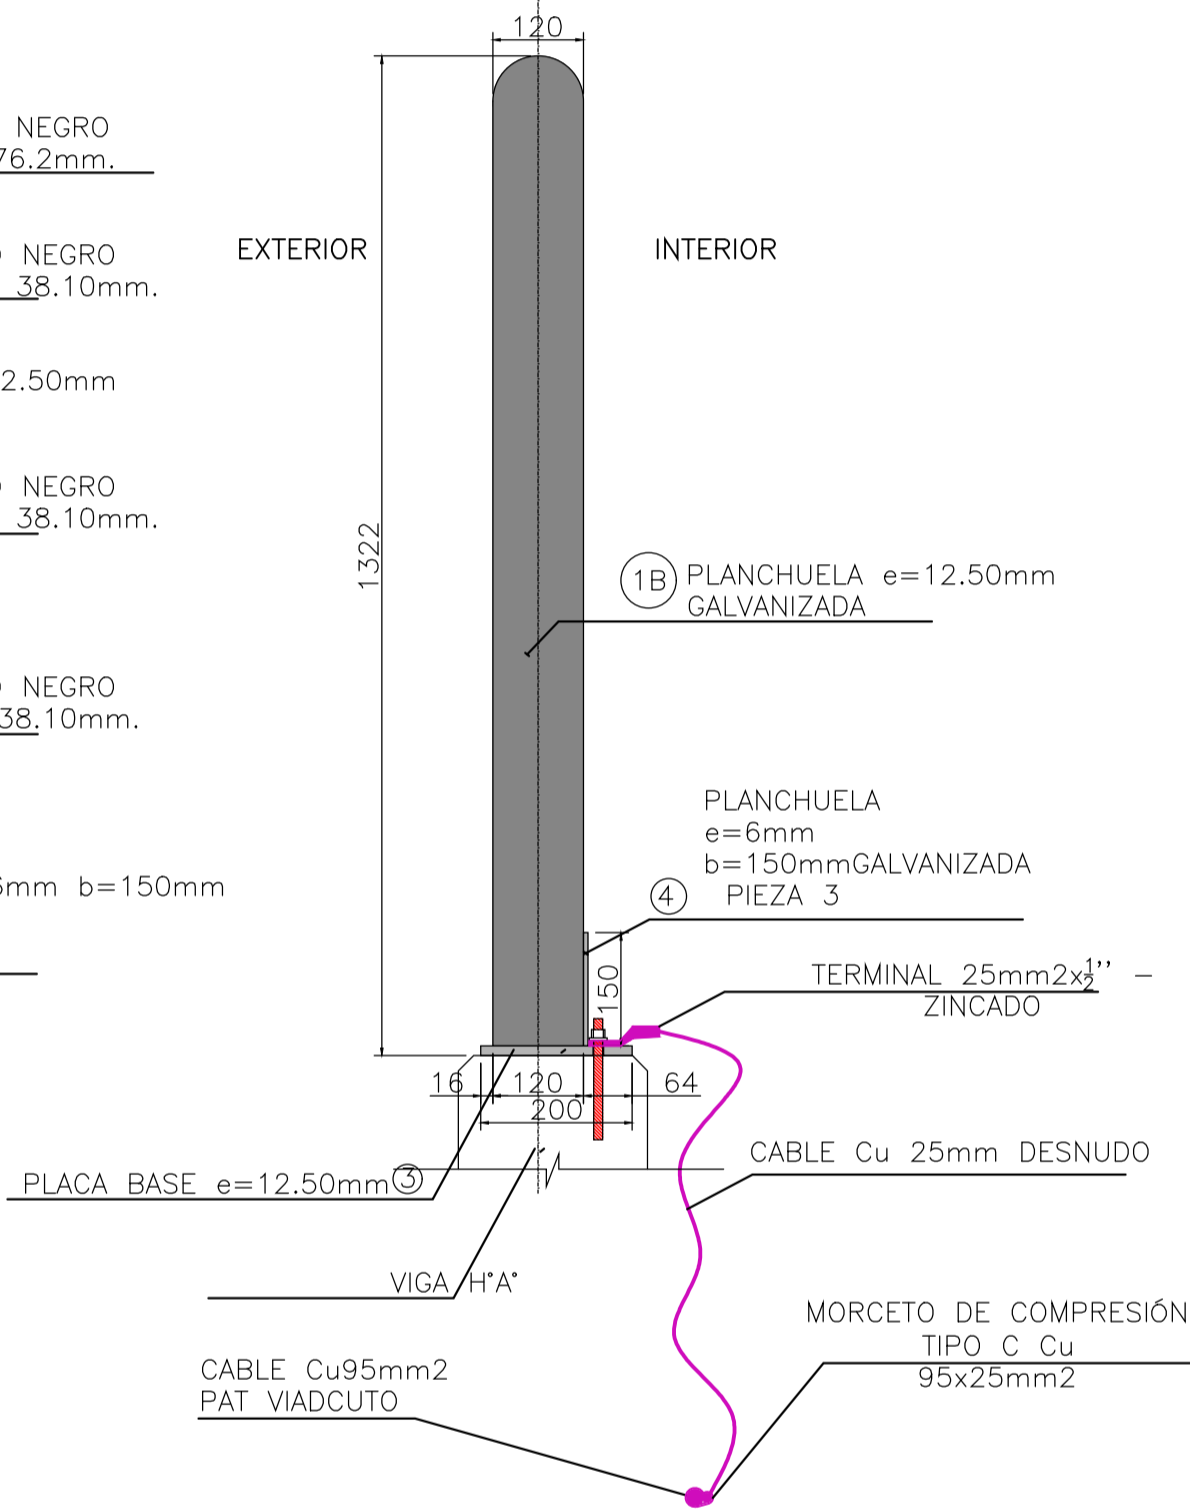 120
NEGRO
76.2mm.
NEGRO
38.10mm.
EXTERIOR
INTERIOR
2.50mm
NEGRO
38.10mm.
1322
1B
PLANCHUELA e=12.50mm
GALVANIZADA
NEGRO
38.10mm.
PLANCHUELA
e=6mm
b=150mmGALVANIZADA
4 PIEZA 3
6mm b=150mm
150
TERMINAL 25mm2x½'' -
ZINCADO
16 120 64
200
CABLE Cu 25mm DESNUDO
PLACA BASE e=12.50mm 3
VIGA H°A°
MORCETO DE COMPRESIÓN
TIPO C Cu
95x25mm2
CABLE Cu95mm2
PAT VIADCUTO